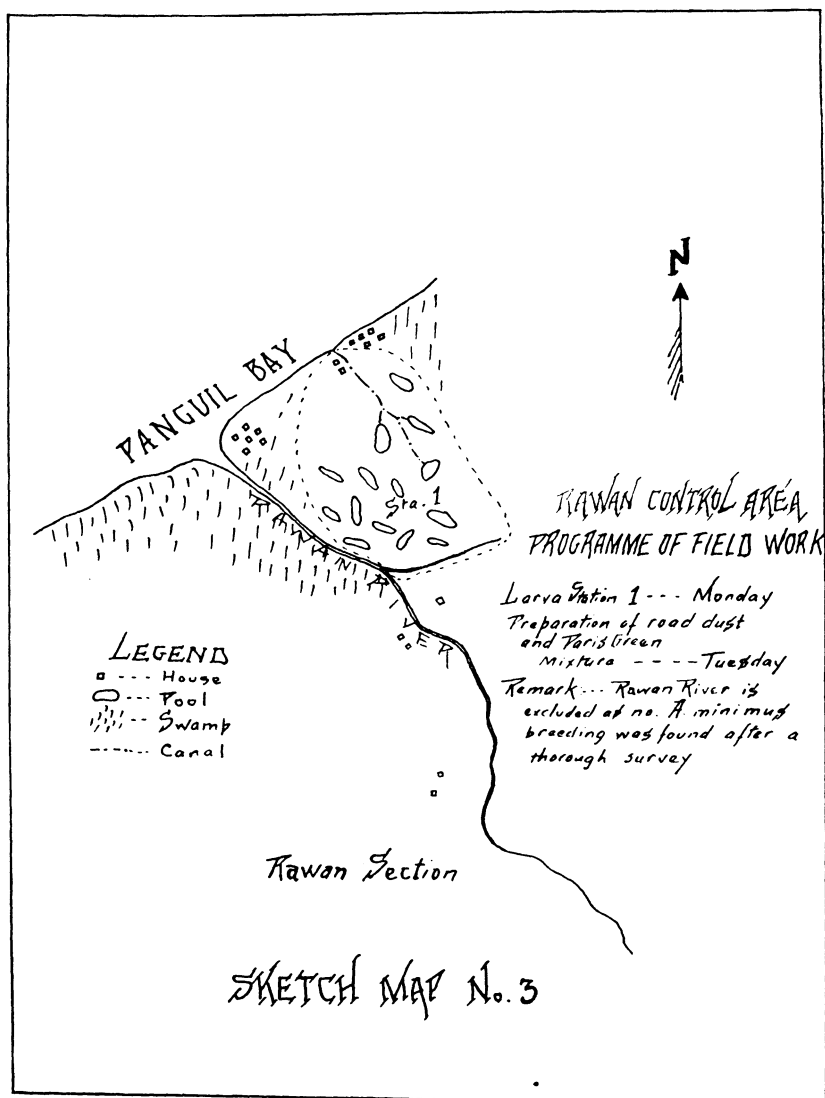 N
PANGUIL BAY
Sta. 1
RAWAN RIVER
RAWAN CONTROL AREA
PROGRAMME OF FIELD WORK
Larva Station 1 --- Monday
Preparation of road dust
and Paris Green
Mixture ---- Tuesday
Remark --- Rawan River is
excluded as no. A. minimus
breeding was found after a
thorough survey
LEGEND
--- House
--- Pool
-- Swamp
Canal
Rawan Section
SKETCH MAP No. 3